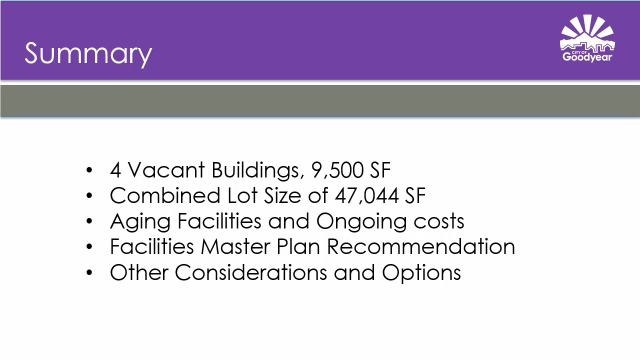 Summary
CITY OF
Goodyear
• 4 Vacant Buildings, 9,500 SF
• Combined Lot Size of 47,044 SF
• Aging Facilities and Ongoing costs
• Facilities Master Plan Recommendation
• Other Considerations and Options